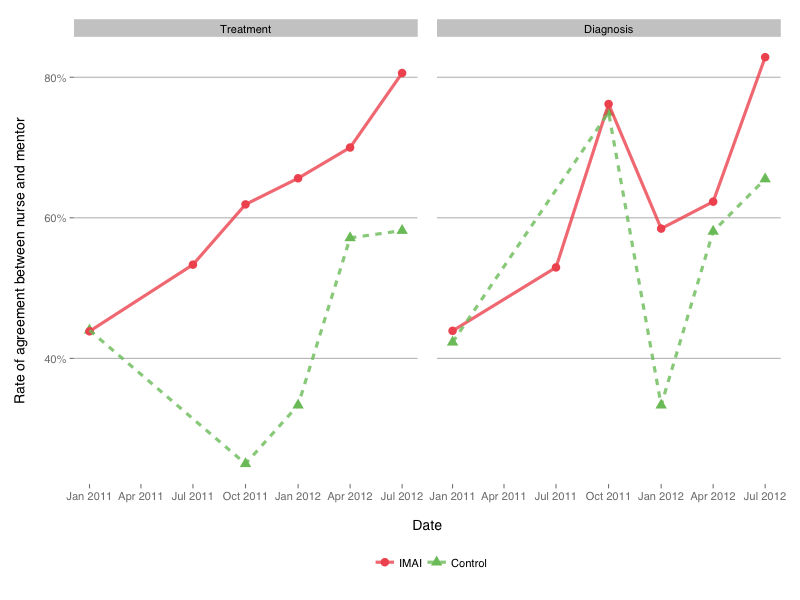 Treatment Diagnosis
Rate of agreement between nurse and mentor
80%
60%
40%
Jan 2011 Apr 2011 Jul 2011 Oct 2011 Jan 2012 Apr 2012 Jul 2012 Jan 2011 Apr 2011 Jul 2011 Oct 2011 Jan 2012 Apr 2012 Jul 2012
Date
IMAI Control